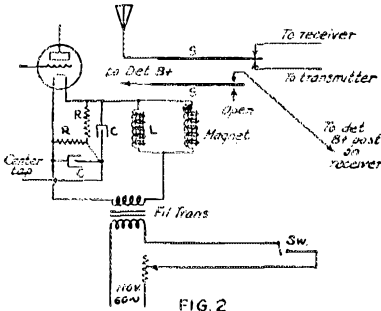 To receiver
S
To transmitter
to Det B+
S
Open
R
R
C
L
Magnet
To det
B+ post
on
receiver
Center
tap
C
Fil Trans
Sw.
110V.
60~
FIG. 2